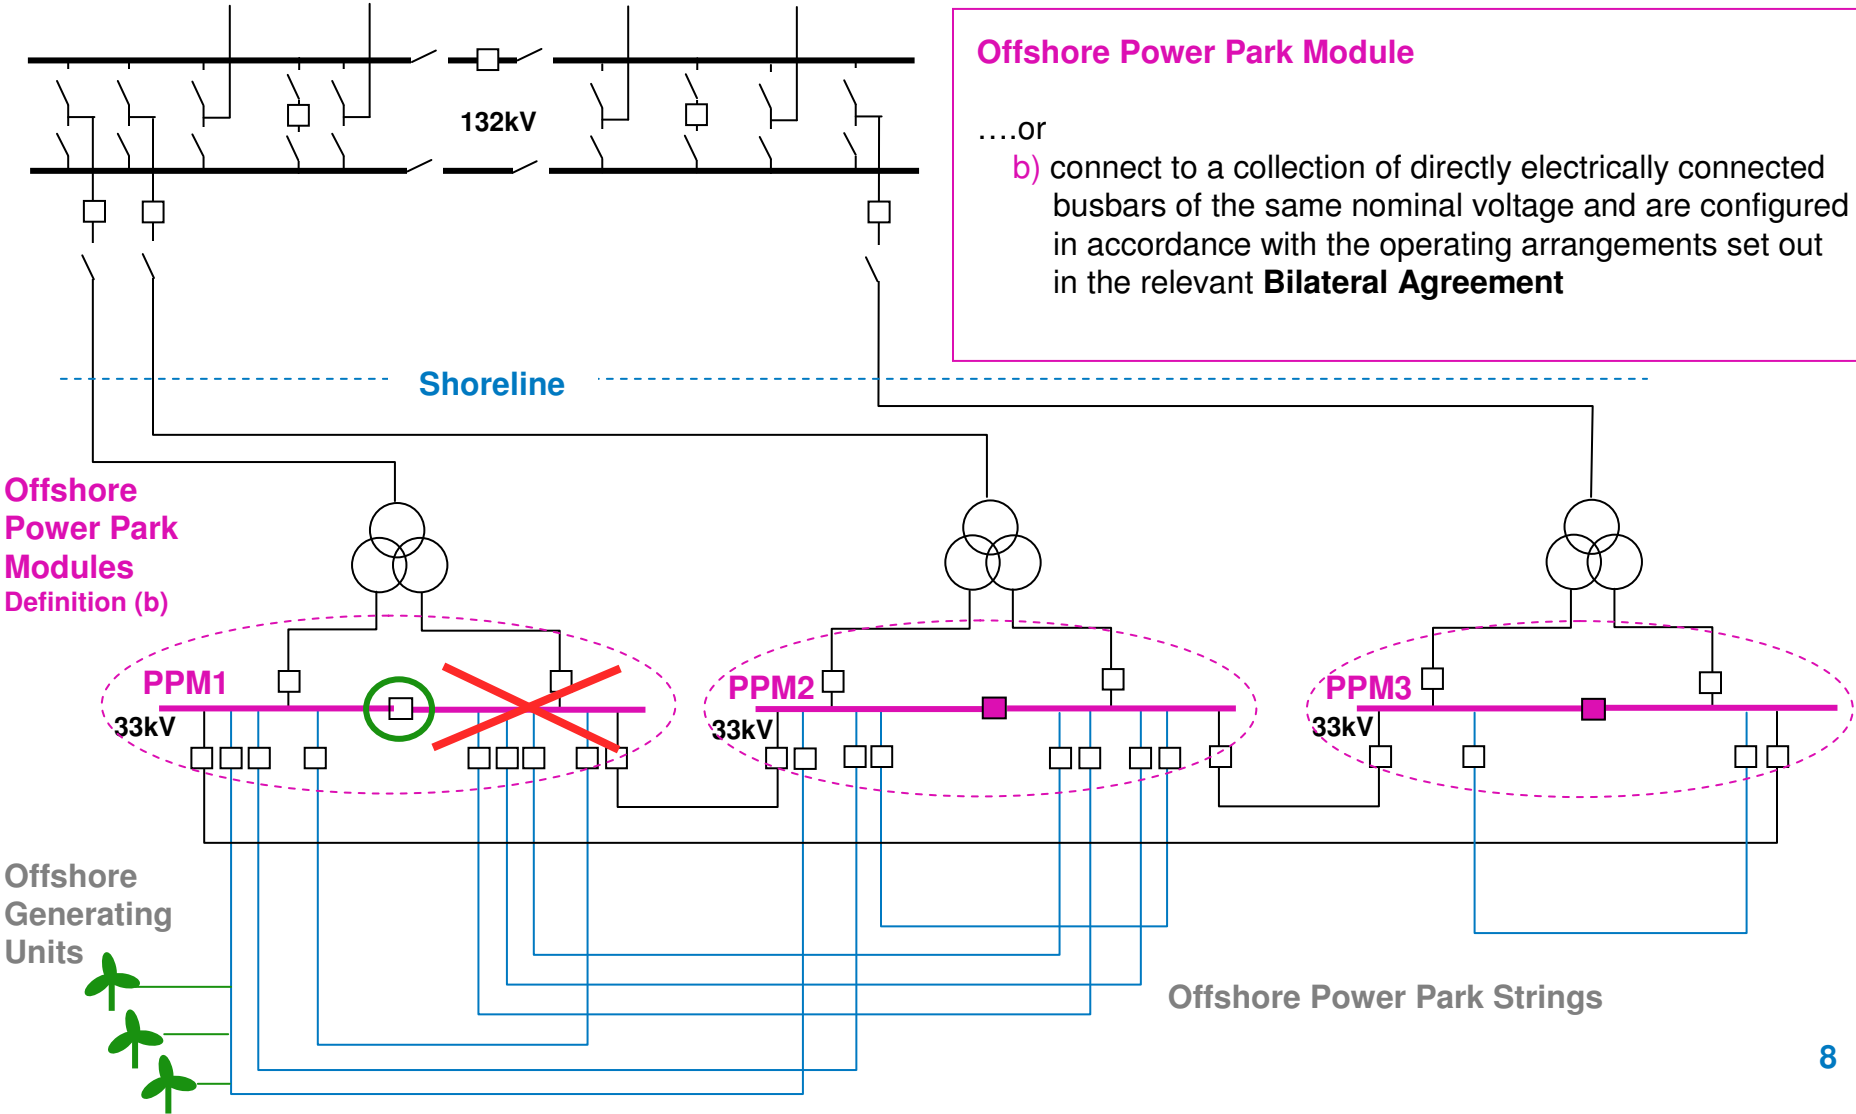 Offshore Power Park Module
….or
b) connect to a collection of directly electrically connected
busbars of the same nominal voltage and are configured
in accordance with the operating arrangements set out
in the relevant Bilateral Agreement
132kV
Shoreline
Offshore
Power Park
Modules
Definition (b)
PPM1
33kV
PPM2
33kV
PPM3
33kV
Offshore
Generating
Units
Offshore Power Park Strings
8